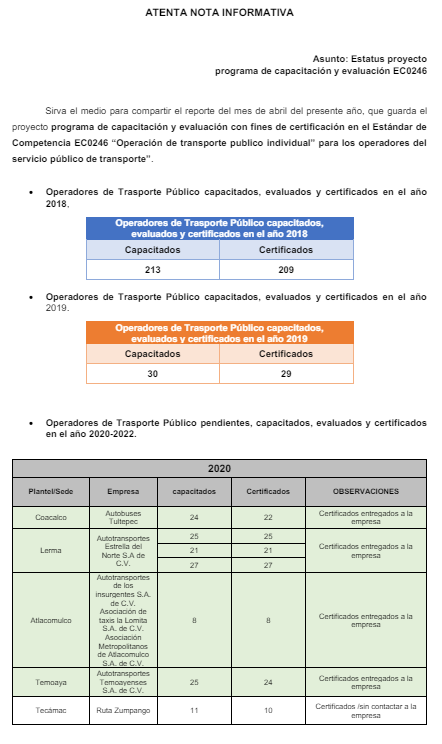 ATENTA NOTA INFORMATIVA
Asunto: Estatus proyecto
programa de capacitación y evaluación EC0246
Sirva el medio para compartir el reporte del mes de abril del presente año, que guarda el
proyecto programa de capacitación y evaluación con fines de certificación en el Estándar de
Competencia EC0246 “Operación de transporte publico individual” para los operadores del
servicio público de transporte”.
• Operadores de Trasporte Público capacitados, evaluados y certificados en el año
2018.
Operadores de Trasporte Público capacitados,
evaluados y certificados en el año 2018
Capacitados Certificados
213 209
• Operadores de Trasporte Público capacitados, evaluados y certificados en el año
2019.
Operadores de Trasporte Público capacitados,
evaluados y certificados en el año 2019
Capacitados Certificados
30 29
• Operadores de Trasporte Público pendientes, capacitados, evaluados y certificados
en el año 2020-2022.
2020
Plantel/Sede Empresa capacitados Certificados OBSERVACIONES
Coacalco
Autobuses
Tultepec
24 22
Certificados entregados a la
empresa
Lerma
Autotransportes
Estrella del
Norte S.A de
C.V.
25 25
21 21
27 27
Certificados entregados a la
empresa
Atlacomulco
Autotransportes
de los
insurgentes S.A.
de C.V.
Asociación de
taxis la Lomita
S.A. de C.V.
Asociación
Metropolitanos
de Atlacomulco
S.A. de C.V.
8 8
Certificados entregados a la
empresa
Temoaya
Autotransportes
Temoayenses
S.A. de C.V.
25 24
Certificados entregados a la
empresa
Tecámac Ruta Zumpango 11 10
Certificados /sin contactar a la
empresa